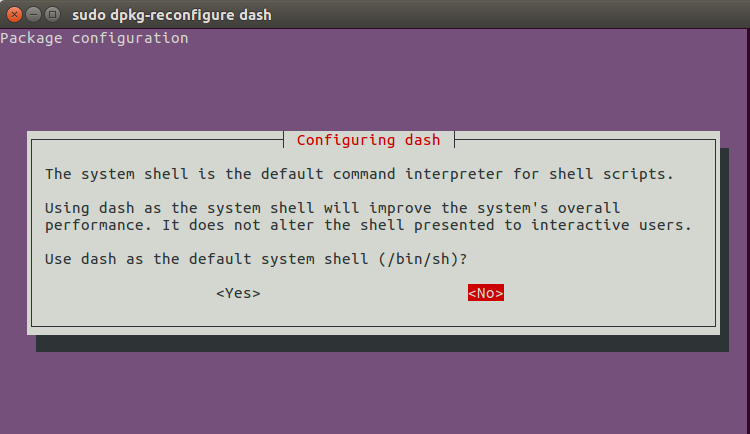 sudo dpkg-reconfigure dash
Package configuration
Configuring dash
The system shell is the default command interpreter for shell scripts.
Using dash as the system shell will improve the system's overall
performance. It does not alter the shell presented to interactive users.
Use dash as the default system shell (/bin/sh)?
<Yes> <No>